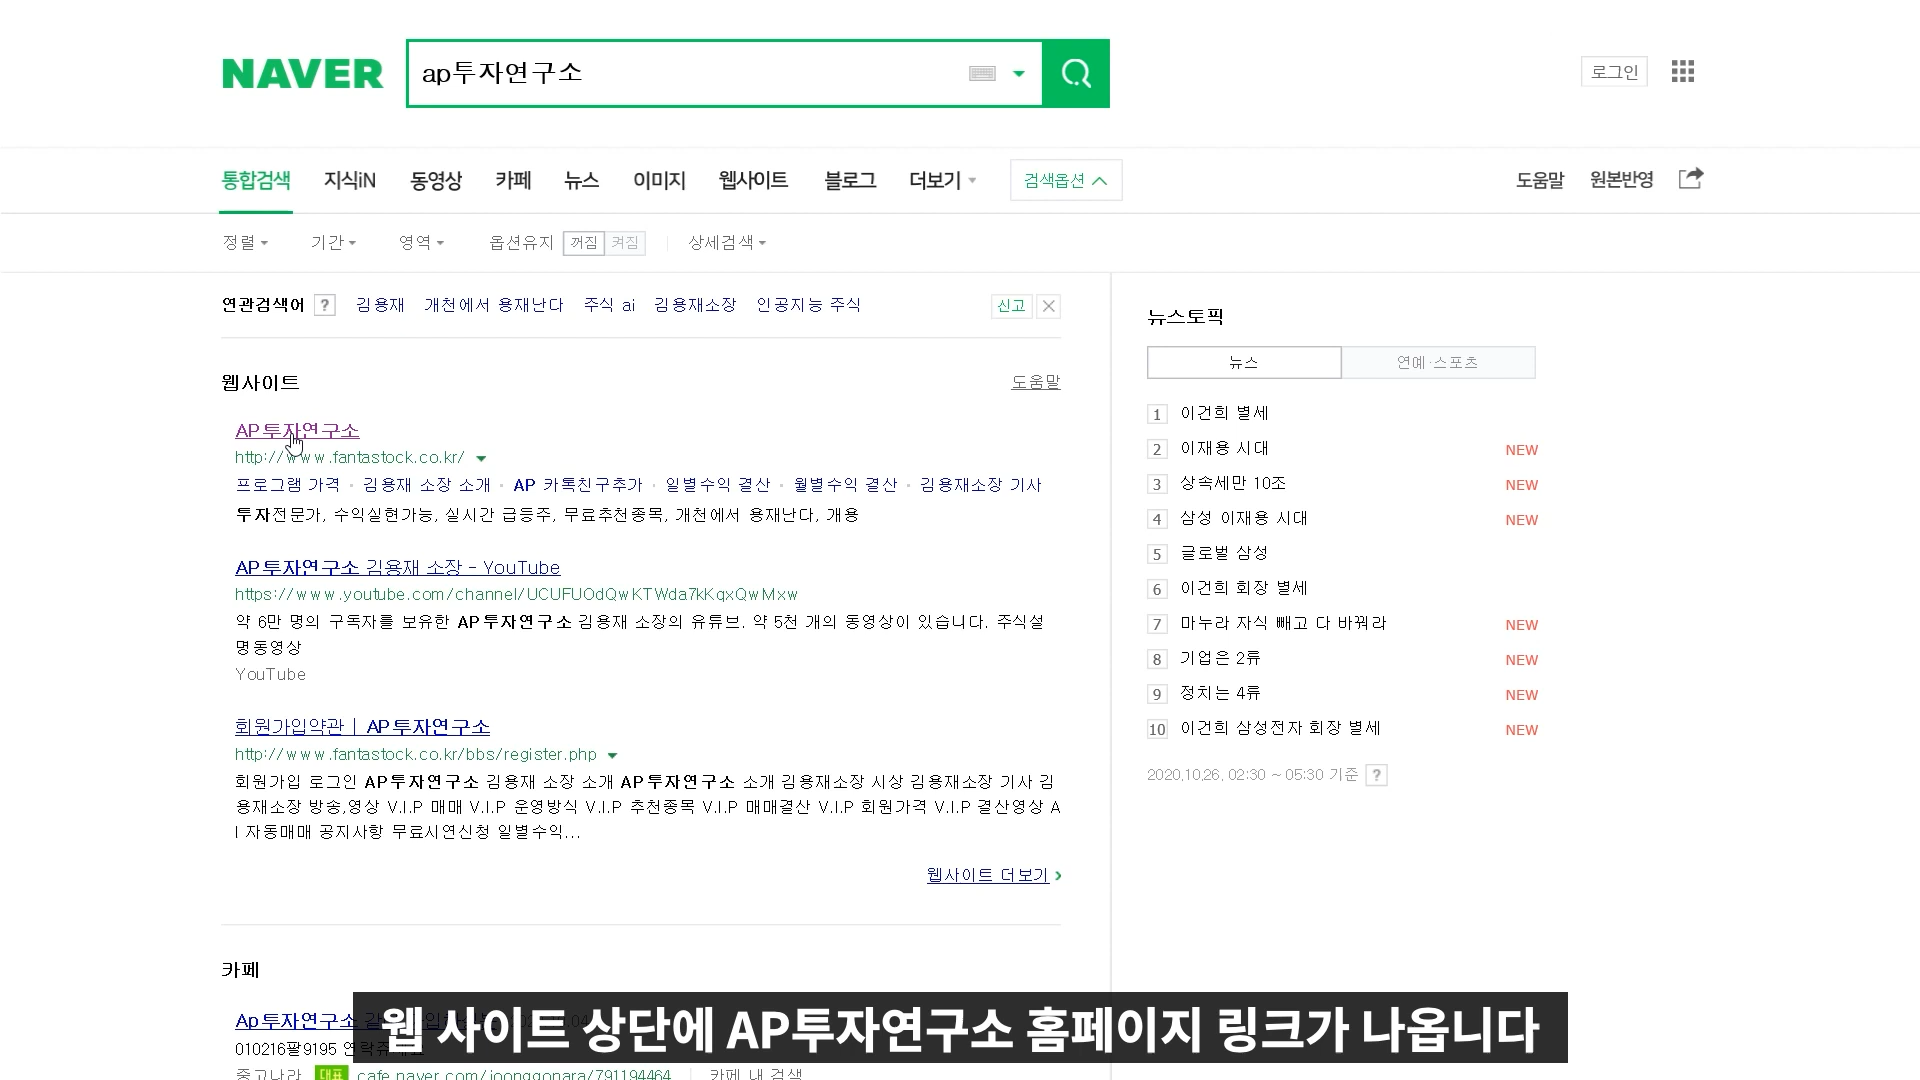 NAVER
ap투자연구소
로그인
통합검색 지식iN 동영상 카페 뉴스 이미지 웹사이트 블로그 더보기 검색옵션
도움말 원본반영
정렬 기간 영역 옵션유지 꺼짐 켜짐 상세검색
연관검색어 ? 김용재 개천에서 용재난다 주식 ai 김용재소장 인공지능 주식 신고
웹사이트 도움말
AP투자연구소
http://www.fantastock.co.kr/
프로그램 가격 · 김용재 소장 소개 · AP 카톡친구추가 · 일별수익 결산 · 월별수익 결산 · 김용재소장 기사
투자전문가, 수익실현가능, 실시간 급등주, 무료추천종목, 개천에서 용재난다, 개용
AP투자연구소 김용재 소장 - YouTube
https://www.youtube.com/channel/UCUFUOdQwKTWda7kKqxQwMxw
약 6만 명의 구독자를 보유한 AP투자연구소 김용재 소장의 유튜브. 약 5천 개의 동영상이 있습니다. 주식설
명동영상
YouTube
회원가입약관 | AP투자연구소
http://www.fantastock.co.kr/bbs/register.php
회원가입 로그인 AP투자연구소 김용재 소장 소개 AP투자연구소 소개 김용재소장 시상 김용재소장 기사 김
용재소장 방송,영상 V.I.P 매매 V.I.P 운영방식 V.I.P 추천종목 V.I.P 매매결산 V.I.P 회원가격 V.I.P 결산영상 A
I 자동매매 공지사항 무료시연신청 일별수익...
웹사이트 더보기
카페
Ap투자연구소
010216팔9195
중고나라 대표 cafe.naver.com/joonggonara/791194464 카페 내 검색
뉴스토픽
뉴스 연예·스포츠
1 이건희 별세
2 이재용 시대 NEW
3 상속세만 10조 NEW
4 삼성 이재용 시대 NEW
5 글로벌 삼성
6 이건희 회장 별세
7 마누라 자식 빼고 다 바꿔라 NEW
8 기업은 2류 NEW
9 정치는 4류 NEW
10 이건희 삼성전자 회장 별세 NEW
2020.10.26. 02:30 ~ 05:30 기준 ?
웹 사이트 상단에 AP투자연구소 홈페이지 링크가 나옵니다